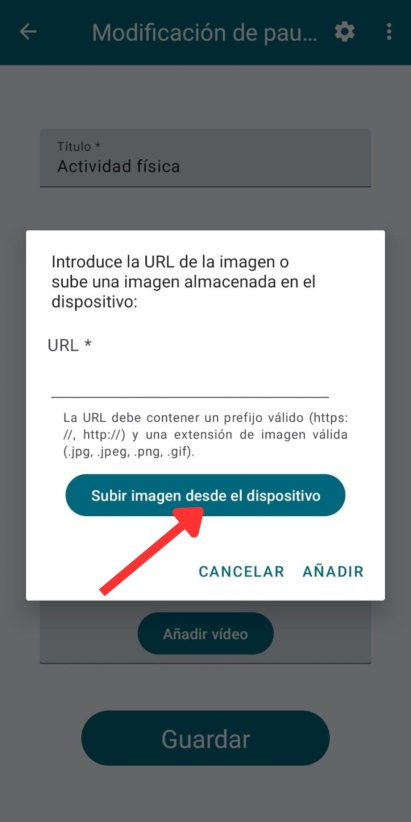 Modificación de pau...
Título *
Actividad física
Introduce la URL de la imagen o
sube una imagen almacenada en el
dispositivo:
URL *
La URL debe contener un prefijo válido (https:
//, http://) y una extensión de imagen válida
(.jpg, .jpeg, .png, .gif).
Subir imagen desde el dispositivo
CANCELAR AÑADIR
Añadir vídeo
Guardar